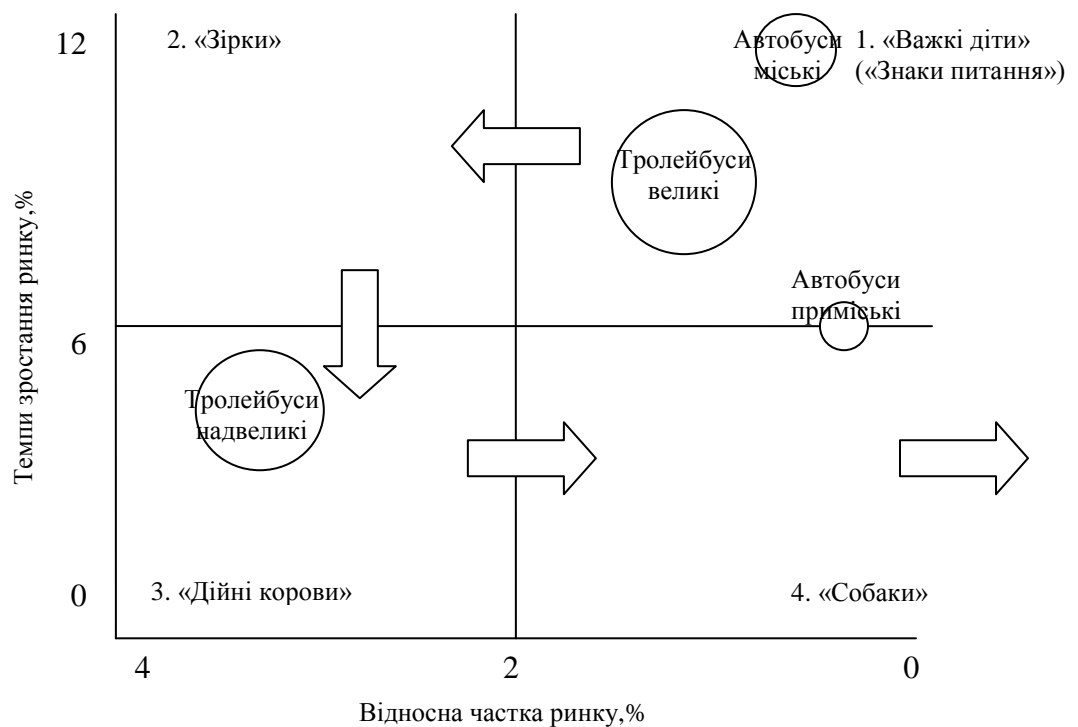 12
2. «Зірки»
Автобуси
міські
1. «Важкі діти»
(«Знаки питання»)
Тролейбуси
великі
Автобуси
приміські
6
Тролейбуси
надвеликі
Темпи зростання ринку,%
0
3. «Дійні корови»
4. «Собаки»
4
2
0
Відносна частка ринку,%